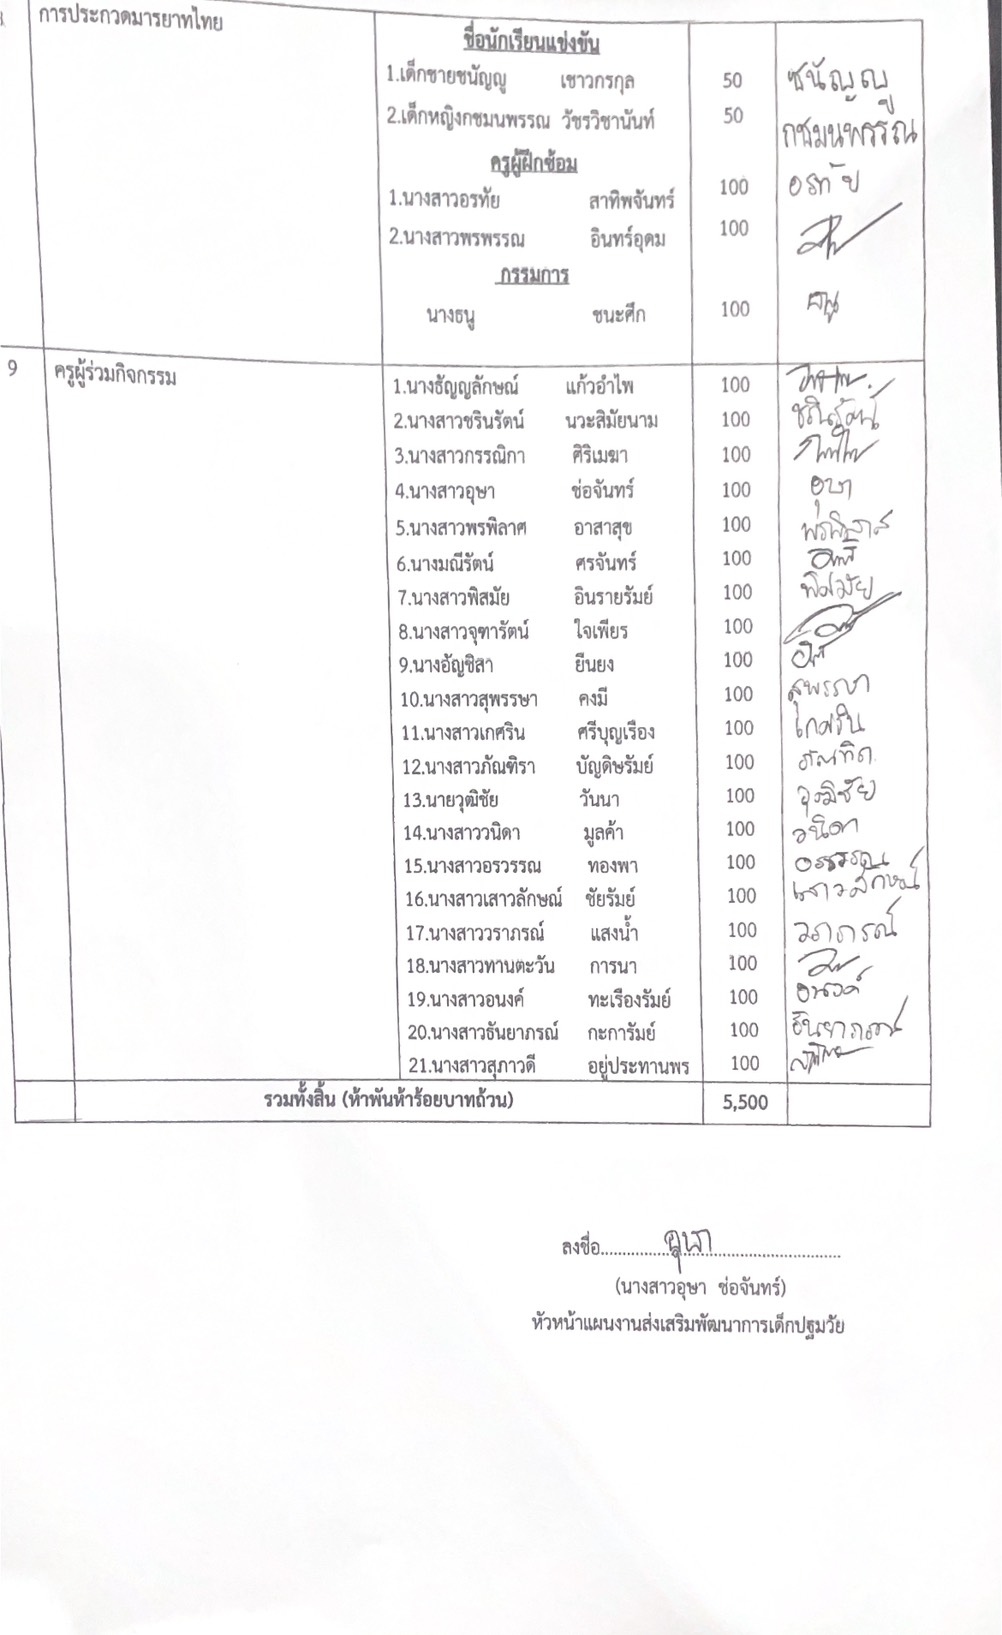 การประกวดมารยาทไทย
ชื่อนักเรียนแข่งขัน
1.เด็กชายชนัญญู เชาวกรกุล 50 ชนัญญู
2.เด็กหญิงกชมนพรรณ วัชรวิชานันท์ 50 กชมนพรรณ
ครูผู้ฝึกซ้อม
1.นางสาวอรทัย สาทิพจันทร์ 100 อรทัย
2.นางสาวพรพรรณ อินทร์อุดม 100
กรรมการ
นางธนู ชนะศึก 100 ธนู
9 ครูผู้ร่วมกิจกรรม
1.นางธัญญลักษณ์ แก้วอำไพ 100
2.นางสาวชรินรัตน์ นวะสิมัยนาม 100 ชรินรัตน์
3.นางสาวกรรณิกา ศิริเมฆา 100
4.นางสาวอุษา ช่อจันทร์ 100 อุษา
5.นางสาวพรพิลาศ อาสาสุข 100 พรพิลาศ
6.นางมณีรัตน์ ศรจันทร์ 100
7.นางสาวพิสมัย อินรายรัมย์ 100 พิสมัย
8.นางสาวจุฑารัตน์ ใจเพียร 100
9.นางอัญชิสา ยืนยง 100
10.นางสาวสุพรรษา คงมี 100 สุพรรษา
11.นางสาวเกศริน ศรีบุญเรือง 100 เกศริน
12.นางสาวภัณฑิรา บัญดิษรัมย์ 100
13.นายวุฒิชัย วันนา 100 วุฒิชัย
14.นางสาววนิดา มูลค้า 100 วนิดา
15.นางสาวอรวรรณ ทองพา 100 อรวรรณ
16.นางสาวเสาวลักษณ์ ชัยรัมย์ 100 เสาวลักษณ์
17.นางสาววราภรณ์ แสงน้ำ 100 วราภรณ์
18.นางสาวทานตะวัน การนา 100
19.นางสาวอนงค์ ทะเรืองรัมย์ 100 อนงค์
20.นางสาวธันยาภรณ์ กะการัมย์ 100 ธันยาภรณ์
21.นางสาวสุภาวดี อยู่ประทานพร 100
รวมทั้งสิ้น (ห้าพันห้าร้อยบาทถ้วน) 5,500
ลงชื่อ อุษา
(นางสาวอุษา ช่อจันทร์)
หัวหน้าแผนงานส่งเสริมพัฒนาการเด็กปฐมวัย